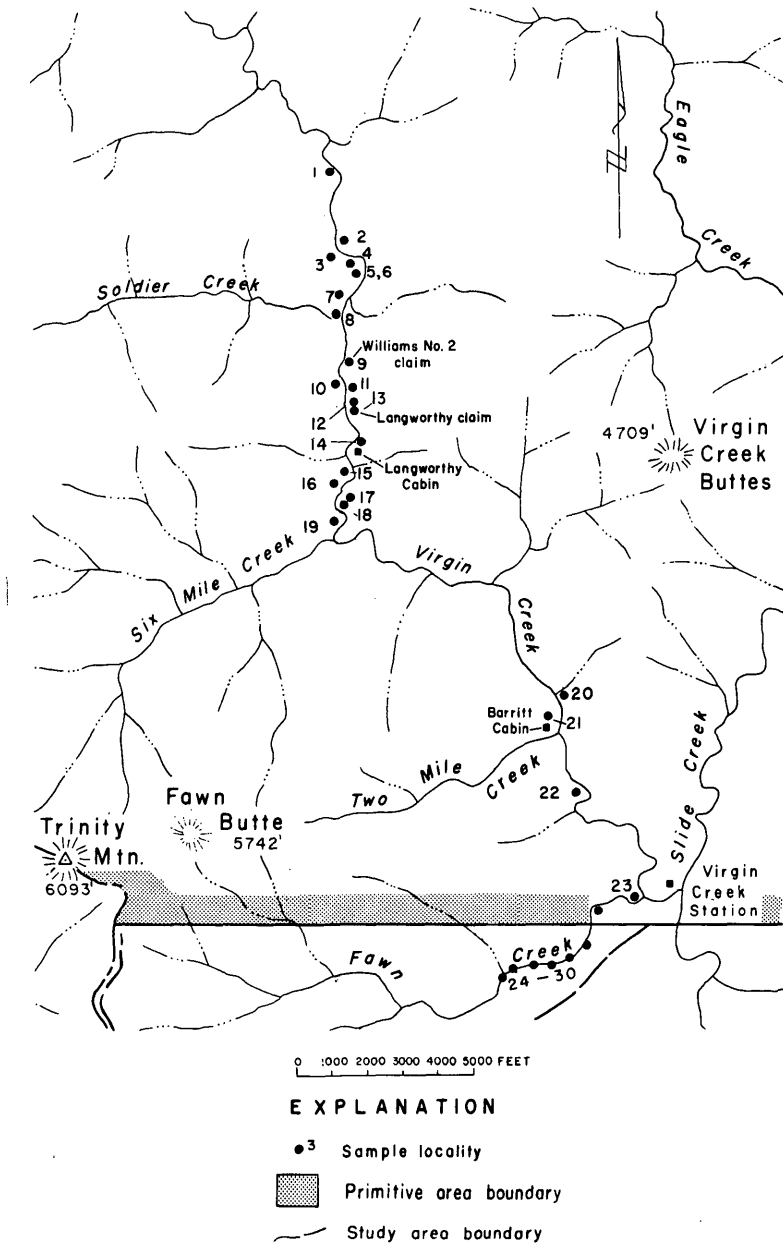 Eagle
Creek
1
2
3
4
5,6
7
Soldier Creek
8
Williams No. 2
claim
9
10
11
13
12
Langworthy claim
14
4709'
Virgin
Creek
Buttes
Langworthy
Cabin
15
16
17
18
19
Six Mile Creek
Virgin
Creek
20
Barritt
Cabin
21
Two Mile Creek
22
Slide Creek
Fawn
Butte
5742'
Trinity
Mtn.
6093'
23
Virgin
Creek
Station
Fawn Creek
24 – 30
0 1000 2000 3000 4000 5000 FEET
EXPLANATION
3 Sample locality
Primitive area boundary
Study area boundary